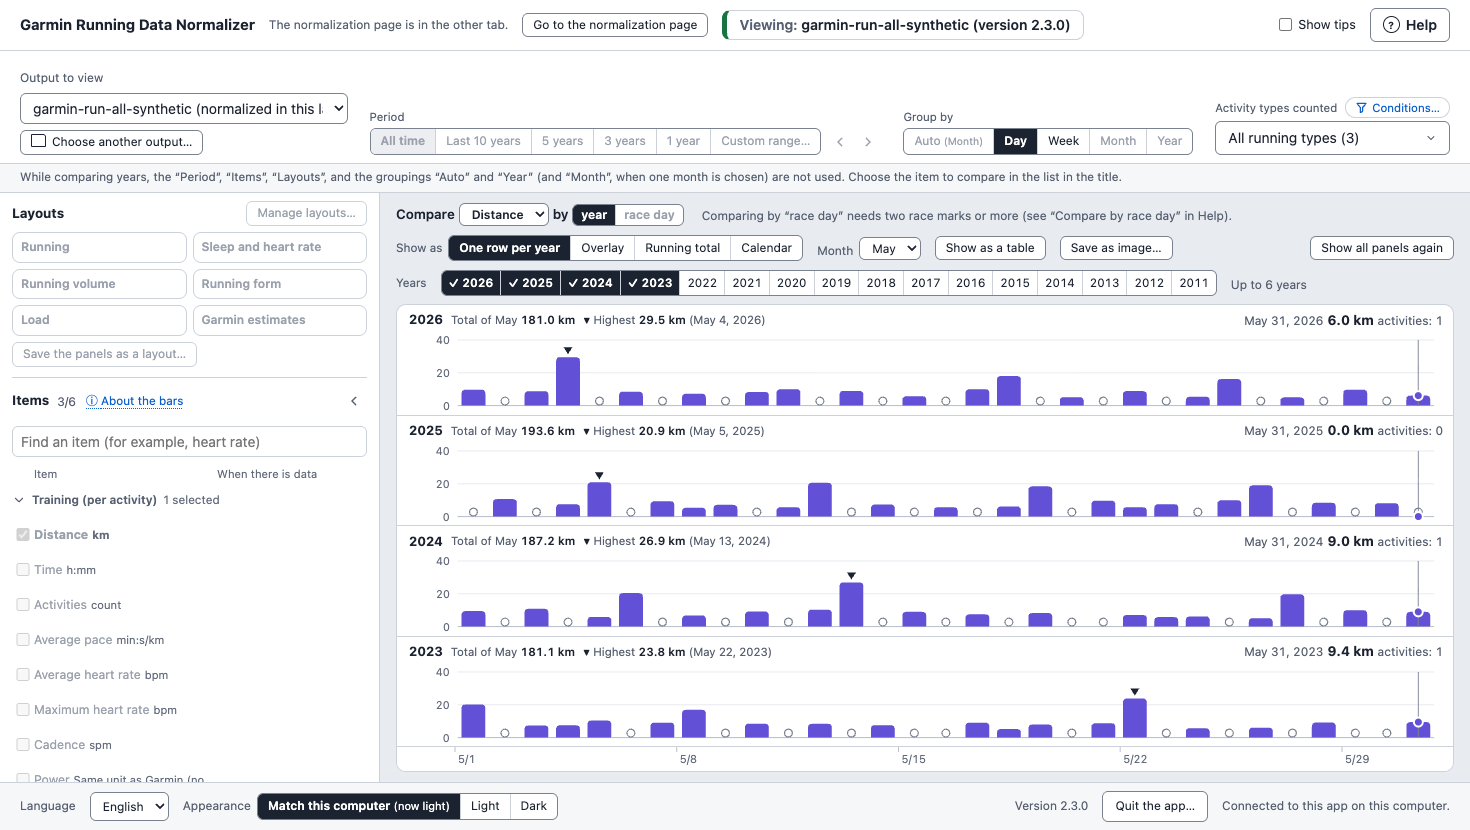 Garmin Running Data Normalizer
The normalization page is in the other tab.
Go to the normalization page
Viewing: garmin-run-all-synthetic (version 2.3.0)
Show tips
Help
Output to view
garmin-run-all-synthetic (normalized in this l
Choose another output...
Period
All time Last 10 years 5 years 3 years 1 year Custom range...
Group by
Auto (Month) Day Week Month Year
Activity types counted
Conditions...
All running types (3)
While comparing years, the “Period”, “Items”, “Layouts”, and the groupings “Auto” and “Year” (and “Month”, when one month is chosen) are not used. Choose the item to compare in the list in the title.
Layouts
Manage layouts...
Running
Sleep and heart rate
Running volume
Running form
Load
Garmin estimates
Save the panels as a layout...
Items 3/6 About the bars
Find an item (for example, heart rate)
Item When there is data
Training (per activity) 1 selected
Distance km
Time h:mm
Activities count
Average pace min:s/km
Average heart rate bpm
Maximum heart rate bpm
Cadence spm
Power Same unit as Garmin (no
Compare Distance by year race day
Comparing by “race day” needs two race marks or more (see “Compare by race day” in Help).
Show as One row per year Overlay Running total Calendar
Month May
Show as a table
Save as image...
Show all panels again
Years ✓ 2026 ✓ 2025 ✓ 2024 ✓ 2023 2022 2021 2020 2019 2018 2017 2016 2015 2014 2013 2012 2011 Up to 6 years
2026 Total of May 181.0 km ▾ Highest 29.5 km (May 4, 2026)
May 31, 2026 6.0 km activities: 1
40
20
0
2025 Total of May 193.6 km ▾ Highest 20.9 km (May 5, 2025)
May 31, 2025 0.0 km activities: 0
40
20
0
2024 Total of May 187.2 km ▾ Highest 26.9 km (May 13, 2024)
May 31, 2024 9.0 km activities: 1
40
20
0
2023 Total of May 181.1 km ▾ Highest 23.8 km (May 22, 2023)
May 31, 2023 9.4 km activities: 1
40
20
0
5/1 5/8 5/15 5/22 5/29
Language English
Appearance Match this computer (now light) Light Dark
Version 2.3.0
Quit the app...
Connected to this app on this computer.